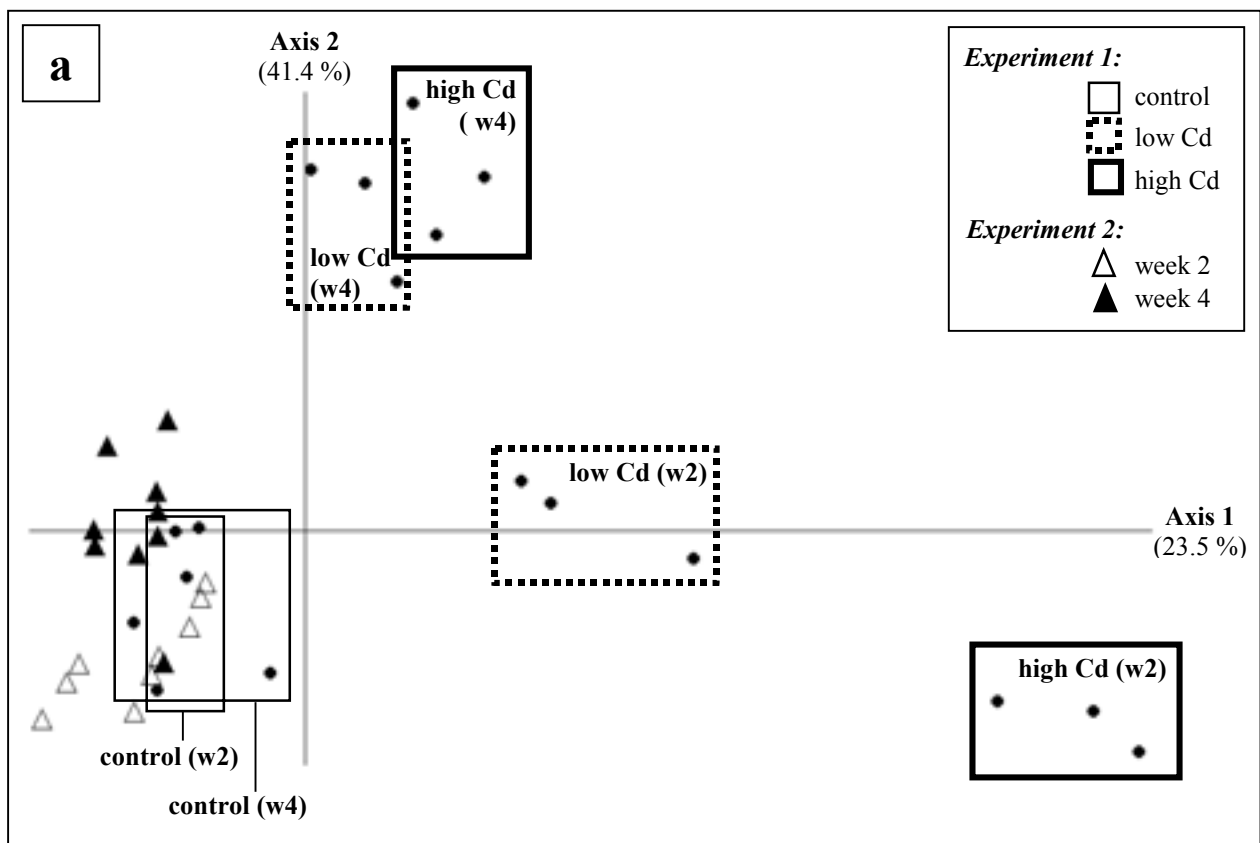 a
Axis 2
(41.4 %)
high Cd
( w4)
low Cd
(w4)
Experiment 1:
control
low Cd
high Cd
Experiment 2:
week 2
week 4
low Cd (w2)
Axis 1
(23.5 %)
high Cd (w2)
control (w2)
control (w4)